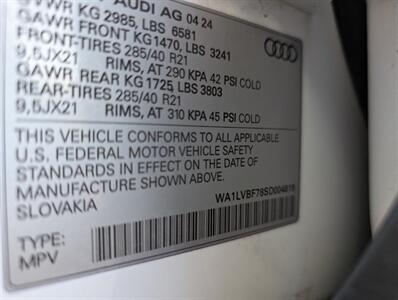 AUDI AG 04 24
GVWR KG 2985, LBS 6581
GAWR FRONT KG1470, LBS 3241
FRONT-TIRES 285/40 R21
9,5JX21 RIMS, AT 290 KPA 42 PSI COLD
GAWR REAR KG1725, LBS 3803
REAR-TIRES 285/40 R21
9,5JX21 RIMS, AT 310 KPA 45 PSI COLD
THIS VEHICLE CONFORMS TO ALL APPLICABLE
U.S. FEDERAL MOTOR VEHICLE SAFETY
STANDARDS IN EFFECT ON THE DATE OF
MANUFACTURE SHOWN ABOVE.
SLOVAKIA
WA1LVBF78SD004818
TYPE:
MPV